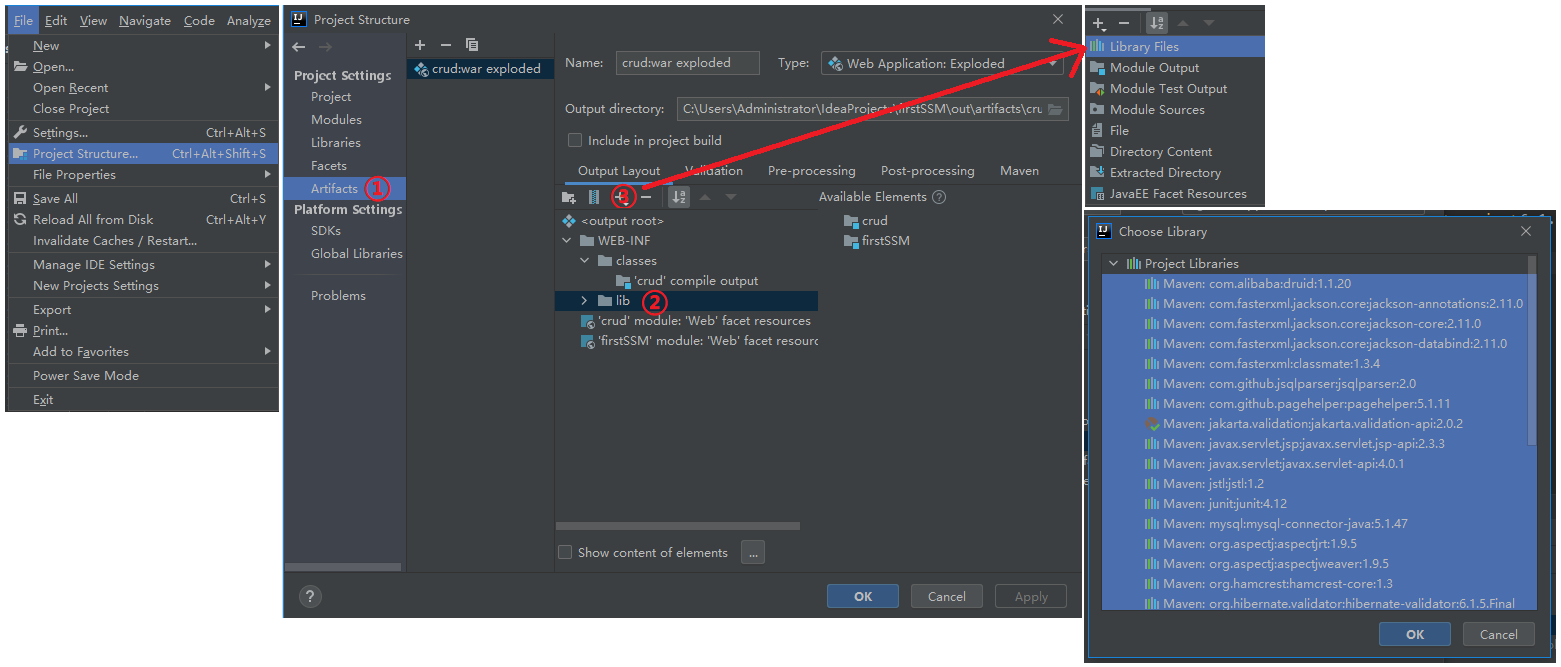 File Edit View Navigate Code Analyze
New
Open...
Open Recent
Close Project
Settings... Ctrl+Alt+S
Project Structure... Ctrl+Alt+Shift+S
File Properties
Save All Ctrl+S
Reload All from Disk Ctrl+Alt+Y
Invalidate Caches / Restart...
Manage IDE Settings
New Projects Settings
Export
Print...
Add to Favorites
Power Save Mode
Exit
Project Structure
Project Settings
Project
Modules
Libraries
Facets
Artifacts ①
Platform Settings
SDKs
Global Libraries
Problems
crud:war exploded
Name: crud:war exploded Type: Web Application: Exploded
Output directory: C:\Users\Administrator\IdeaProjects\firstSSM\out\artifacts\cru
Include in project build
Output Layout Validation Pre-processing Post-processing Maven
③
Available Elements ?
<output root>
WEB-INF
classes
'crud' compile output
lib ②
'crud' module: 'Web' facet resources
'firstSSM' module: 'Web' facet resourc
crud
firstSSM
Show content of elements ...
? OK Cancel Apply
Library Files
Module Output
Module Test Output
Module Sources
File
Directory Content
Extracted Directory
JavaEE Facet Resources
Choose Library
Project Libraries
Maven: com.alibaba:druid:1.1.20
Maven: com.fasterxml.jackson.core:jackson-annotations:2.11.0
Maven: com.fasterxml.jackson.core:jackson-core:2.11.0
Maven: com.fasterxml.jackson.core:jackson-databind:2.11.0
Maven: com.fasterxml:classmate:1.3.4
Maven: com.github.jsqlparser:jsqlparser:2.0
Maven: com.github.pagehelper:pagehelper:5.1.11
Maven: jakarta.validation:jakarta.validation-api:2.0.2
Maven: javax.servlet.jsp:javax.servlet.jsp-api:2.3.3
Maven: javax.servlet:javax.servlet-api:4.0.1
Maven: jstl:jstl:1.2
Maven: junit:junit:4.12
Maven: mysql:mysql-connector-java:5.1.47
Maven: org.aspectj:aspectjrt:1.9.5
Maven: org.aspectj:aspectjweaver:1.9.5
Maven: org.hamcrest:hamcrest-core:1.3
Maven: org.hibernate.validator:hibernate-validator:6.1.5.Final
OK Cancel